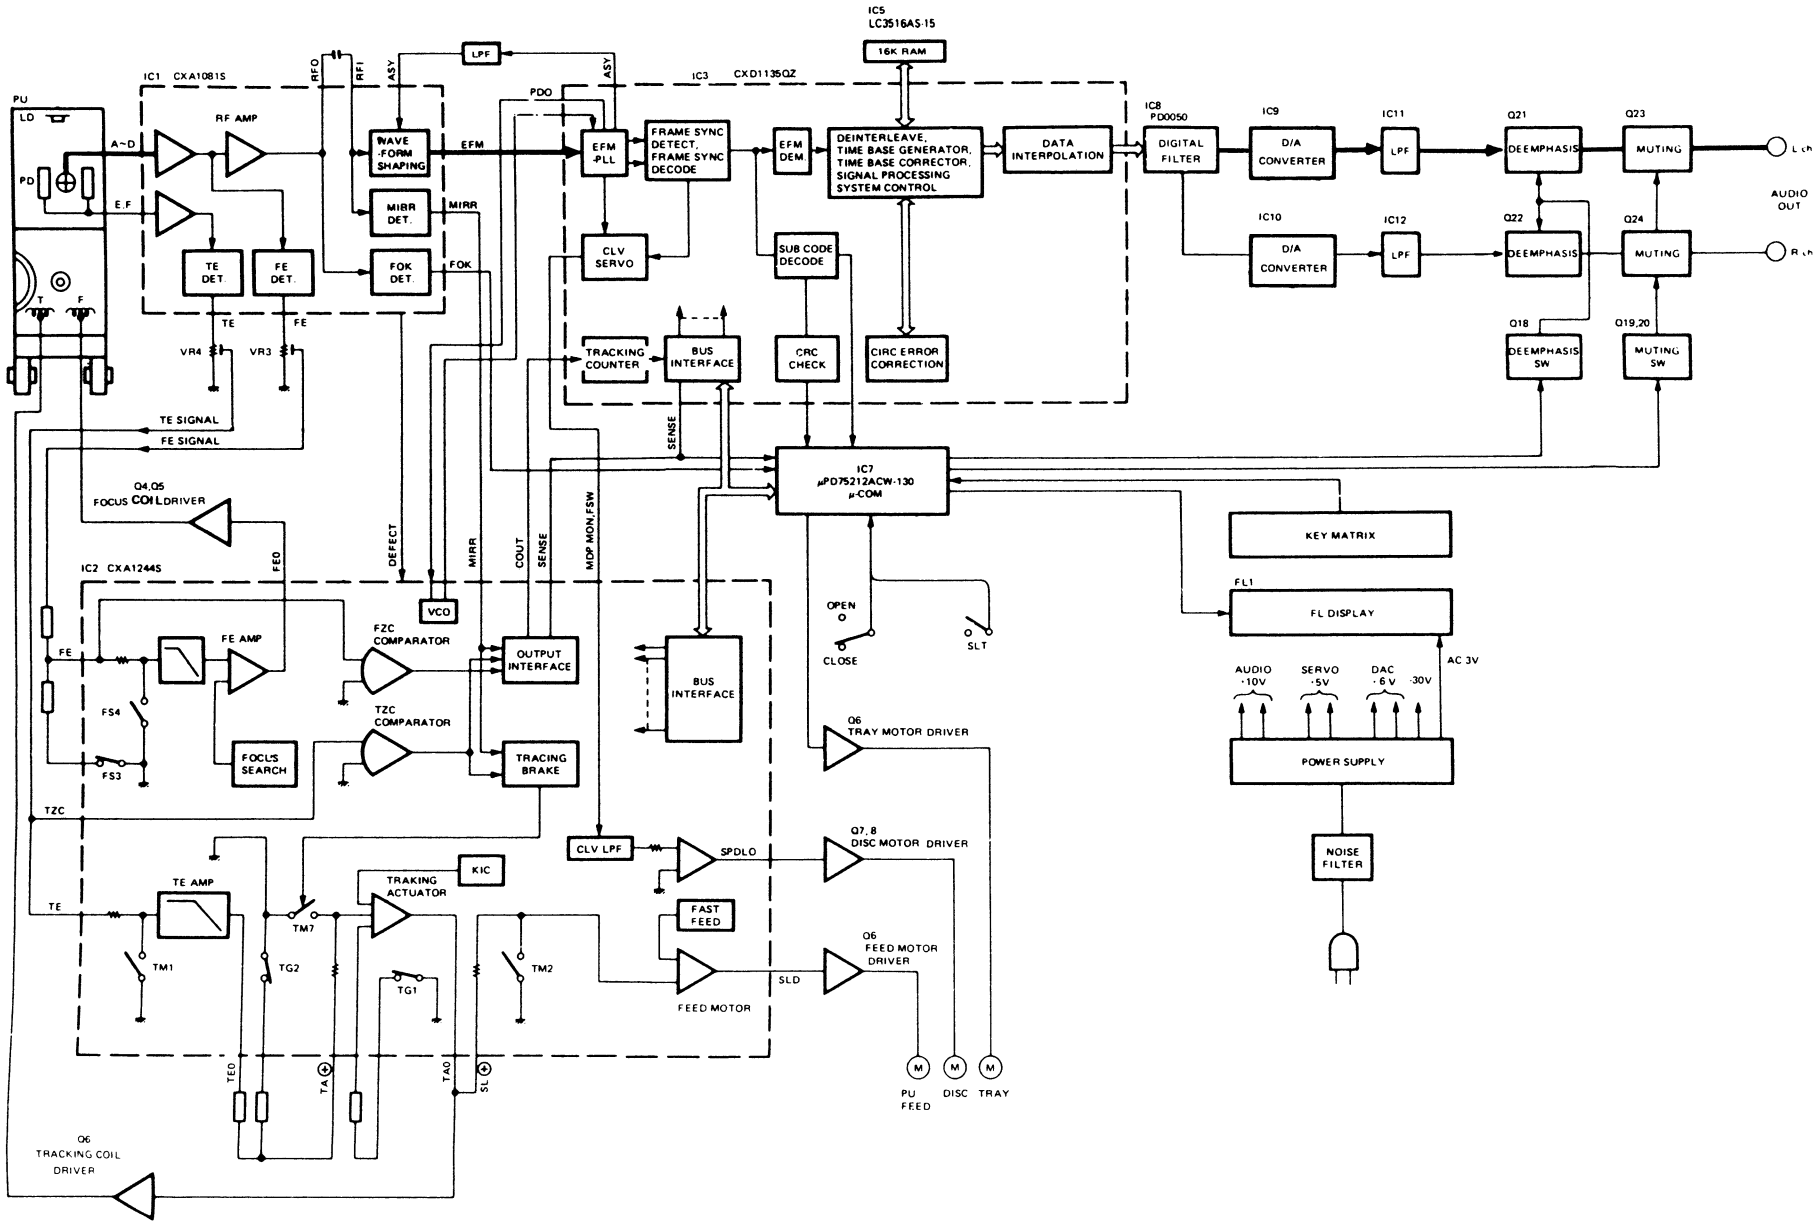 IC5
LC3516AS-15
16K RAM
IC1 CXA1081S
RFO
RFI
ASY
LPF
ASY
IC3 CXD1135QZ
PU
LD
PD
A~D
E.F
RF AMP
WAVE
-FORM
SHAPING
EFM
MIRR
DET.
MIRR
FOK
DET.
FOK
TE
DET.
FE
DET.
TE
FE
VR4
VR3
T
F
PDO
EFM
-PLL
FRAME SYNC
DETECT,
FRAME SYNC
DECODE
EFM
DEM.
DEINTERLEAVE,
TIME BASE GENERATOR,
TIME BASE CORRECTOR,
SIGNAL PROCESSING
SYSTEM CONTROL
DATA
INTERPOLATION
CLV
SERVO
SUB CODE
DECODE
TRACKING
COUNTER
BUS
INTERFACE
CRC
CHECK
CIRC ERROR
CORRECTION
IC8
PD0050
DIGITAL
FILTER
IC9
D/A
CONVERTER
IC11
LPF
Q21
DEEMPHASIS
Q23
MUTING
L ch
AUDIO
OUT
IC10
D/A
CONVERTER
IC12
LPF
Q22
DEEMPHASIS
Q24
MUTING
R ch
Q18
DEEMPHASIS
SW
Q19,20
MUTING
SW
TE SIGNAL
FE SIGNAL
Q4,Q5
FOCUS COIL DRIVER
FEO
DEFECT
MIRR
COUT
SENSE
MDP MON,FSW
SENSE
IC7
μPD75212ACW-130
μ-COM
KEY MATRIX
FL1
FL DISPLAY
AC 3V
OPEN
CLOSE
SLT
AUDIO
·10V
SERVO
·5V
DAC
·6V
·30V
POWER SUPPLY
NOISE
FILTER
IC2 CXA1244S
VCO
FE
FE AMP
FS4
FS3
FOCUS
SEARCH
FZC
COMPARATOR
TZC
COMPARATOR
OUTPUT
INTERFACE
TRACING
BRAKE
BUS
INTERFACE
TZC
TE
TE AMP
TM1
TG2
TM7
TRAKING
ACTUATOR
KIC
TG1
TM2
CLV LPF
SPDLO
FAST
FEED
FEED MOTOR
SLD
Q6
TRAY MOTOR DRIVER
Q7, 8
DISC MOTOR DRIVER
Q6
FEED MOTOR
DRIVER
TEO
TA +
TAO
SL +
M
M
M
PU
FEED
DISC
TRAY
Q6
TRACKING COIL
DRIVER